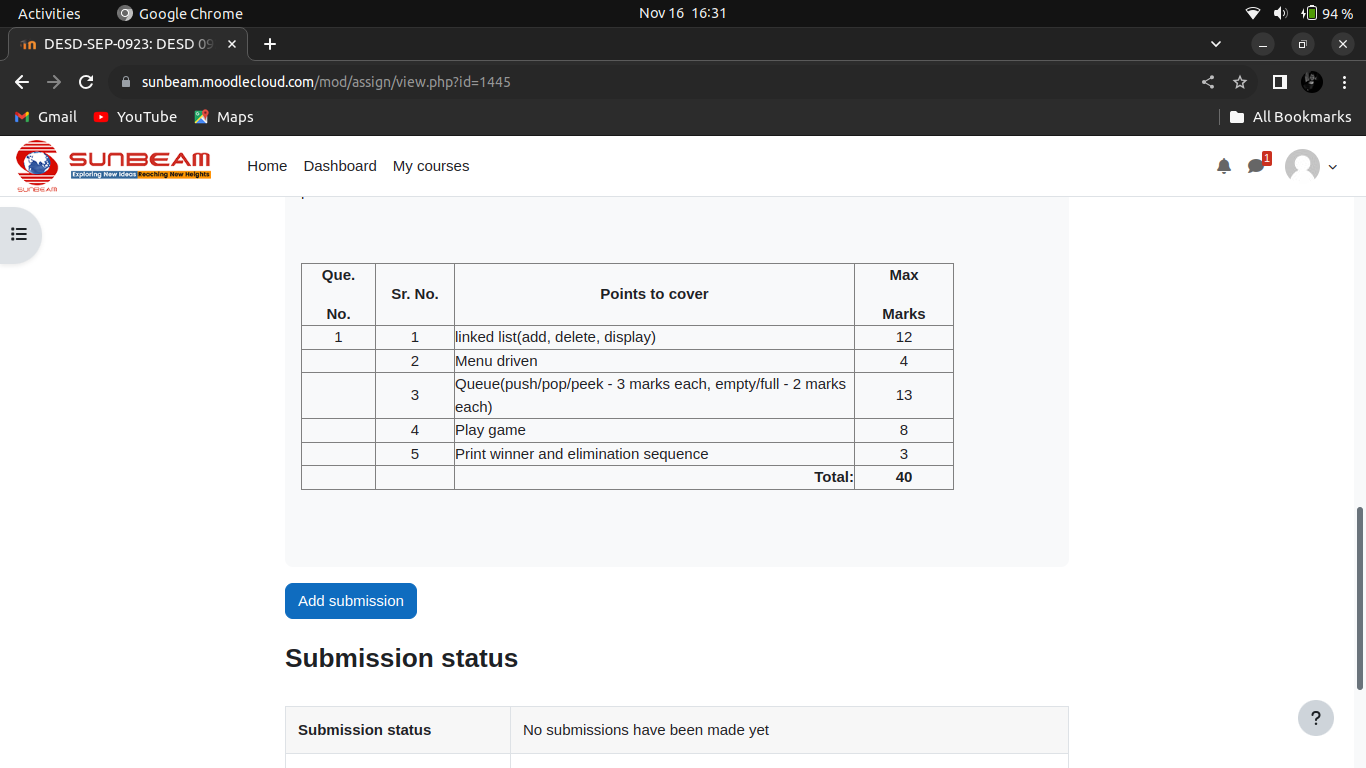 Activities
Google Chrome
Nov 16 16:31
94 %
DESD-SEP-0923: DESD 09
sunbeam.moodlecloud.com/mod/assign/view.php?id=1445
Gmail
YouTube
Maps
All Bookmarks
SUNBEAM
SUNBEAM
Exploring New Ideas Reaching New Heights
Home
Dashboard
My courses
1
Que. No.
Sr. No.
Points to cover
Max Marks
1
1
linked list(add, delete, display)
12
2
Menu driven
4
3
Queue(push/pop/peek - 3 marks each, empty/full - 2 marks
each)
13
4
Play game
8
5
Print winner and elimination sequence
3
Total:
40
Add submission
Submission status
Submission status
No submissions have been made yet
?